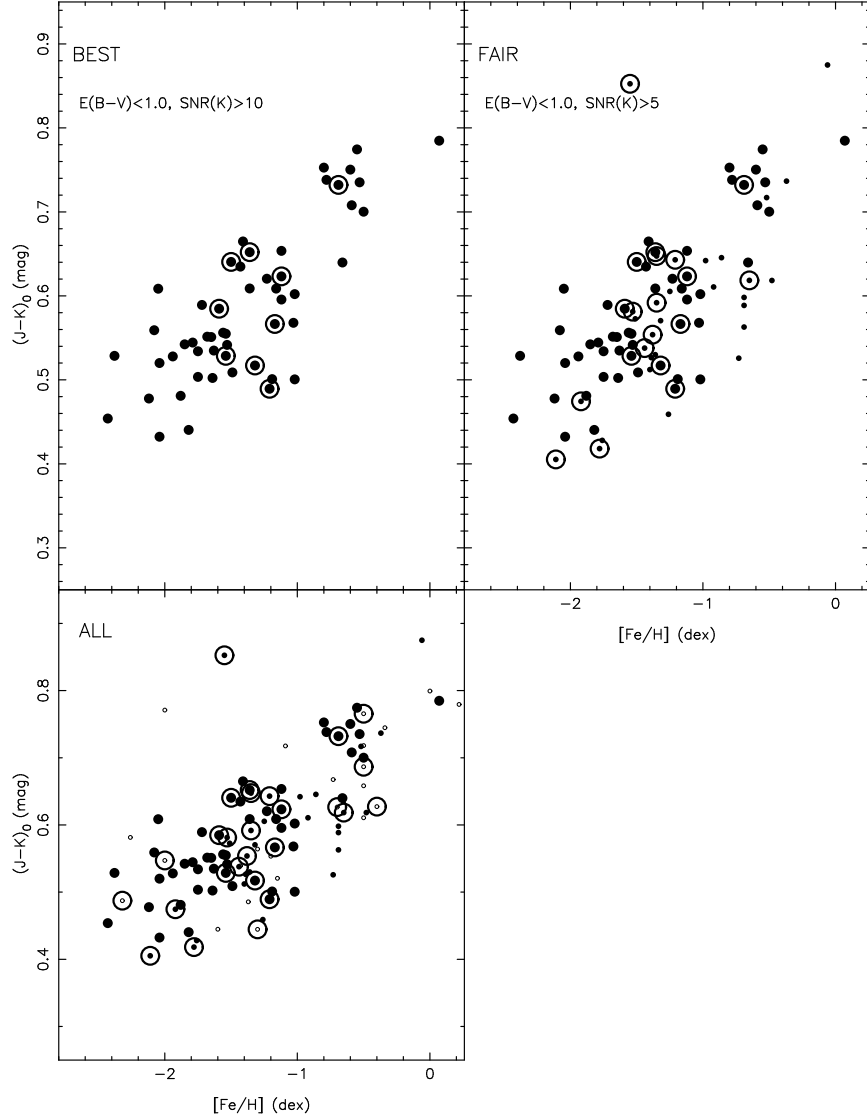 BEST
E(B−V)<1.0, SNR(K)>10
FAIR
E(B−V)<1.0, SNR(K)>5
0.9
0.8
0.7
0.6
0.5
0.4
0.3
(J−K)0 (mag)
−2 −1 0
[Fe/H] (dex)
ALL
0.8
0.6
0.4
(J−K)0 (mag)
−2 −1 0
[Fe/H] (dex)